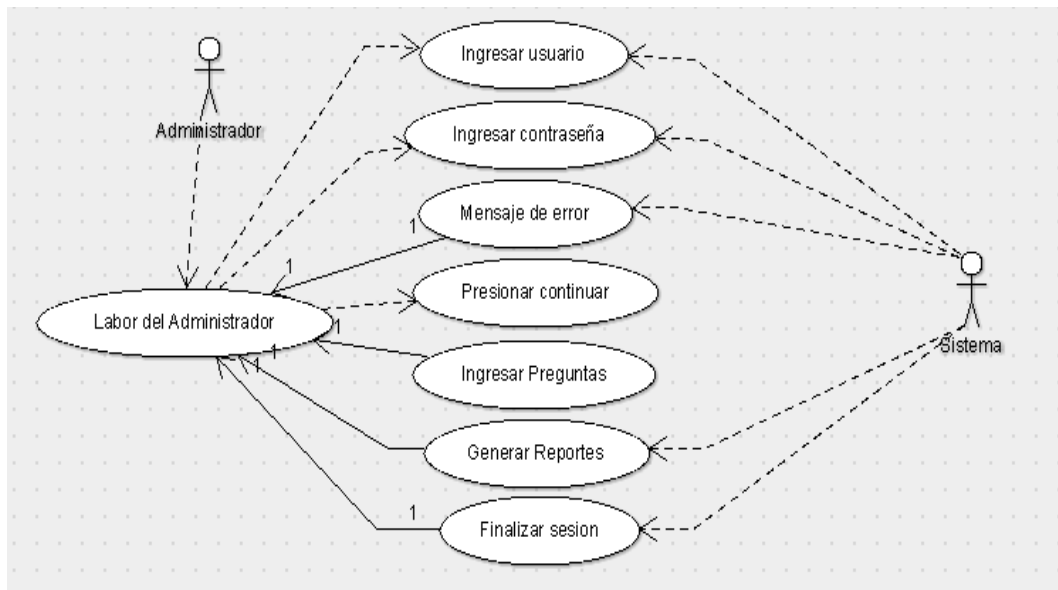 Ingresar usuario
Administrador
Ingresar contraseña
Mensaje de error
1
1
Presionar continuar
Labor del Administrador
1
Sistema
1
1
Ingresar Preguntas
Generar Reportes
1
Finalizar sesion